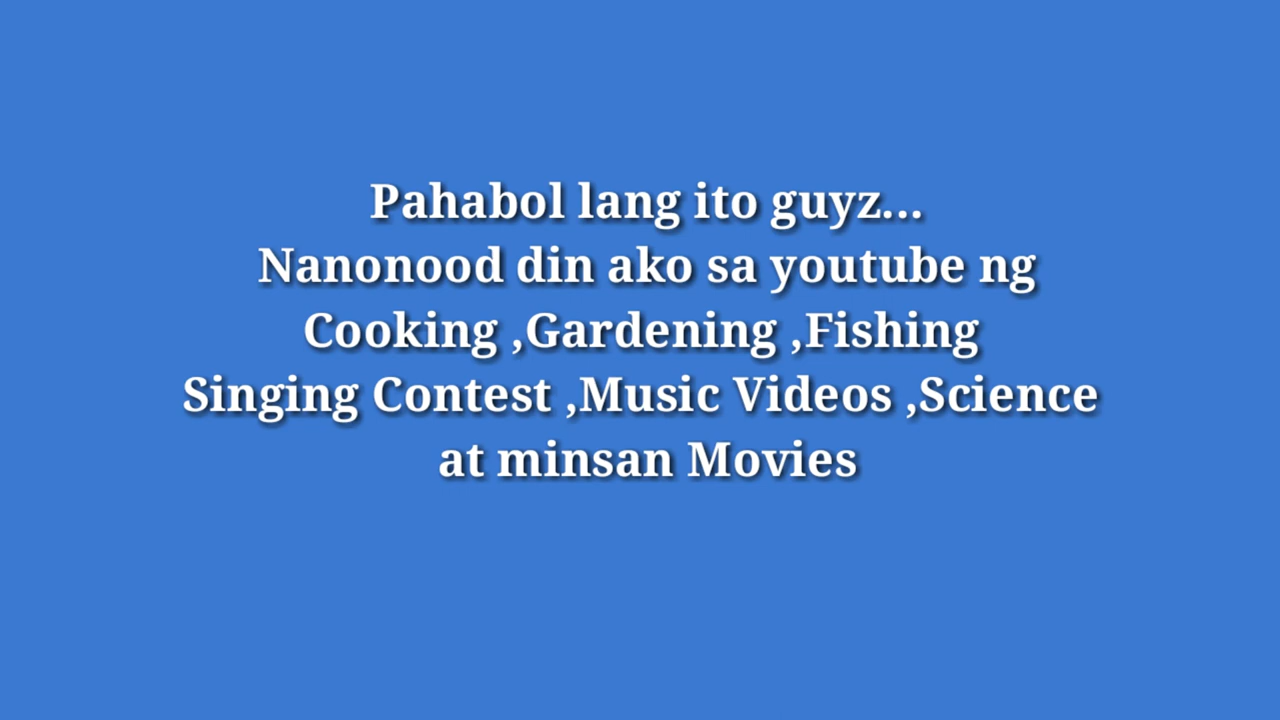 Pahabol lang ito guyz...
Nanonood din ako sa youtube ng
Cooking ,Gardening ,Fishing
Singing Contest ,Music Videos ,Science
at minsan Movies